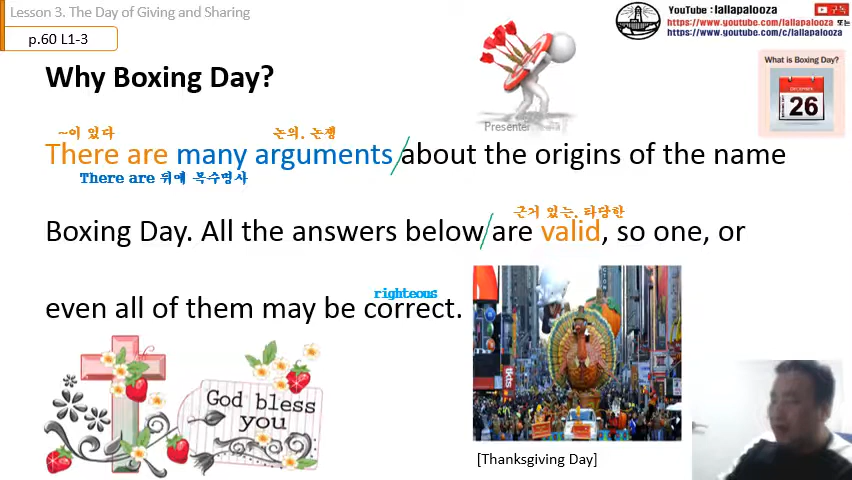 Lesson 3. The Day of Giving and Sharing
p.60 L1-3
YouTube : lallapalooza 구독
https://www.youtube.com/lallapalooza 또는
https://www.youtube.com/c/lallapalooza
Why Boxing Day?
What is Boxing Day?
DECEMBER
26
Presenter
~이 있다
논의. 논쟁
There are many arguments about the origins of the name
There are 뒤에 복수명사
근거 있는. 타당한
Boxing Day. All the answers below are valid, so one, or
righteous
even all of them may be correct.
God bless
you
tkts
[Thanksgiving Day]